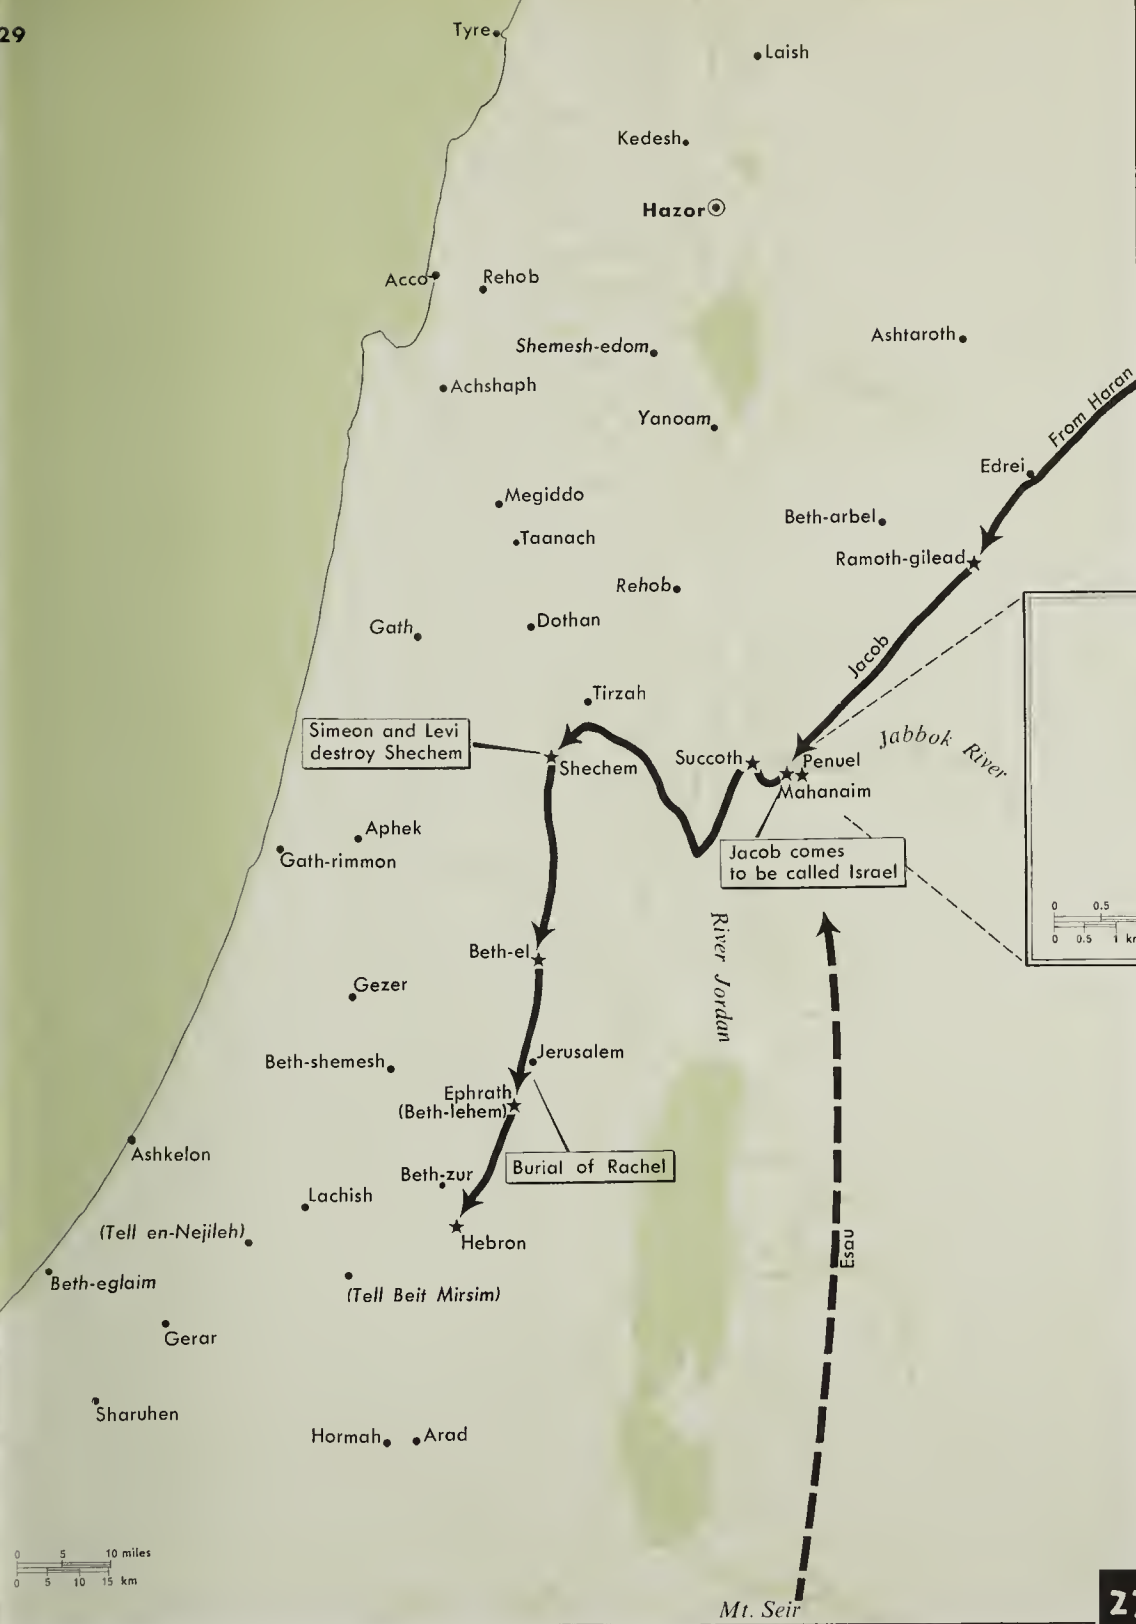 29
Tyre
Laish
Kedesh
Hazor
Acco
Rehob
Ashtaroth
Shemesh-edom
Achshaph
From Haran
Yanoam
Edrei
Megiddo
Beth-arbel
Taanach
Ramoth-gilead
Rehob
Dothan
Gath
Jacob
Tirzah
Simeon and Levi
destroy Shechem
Jabbok River
Succoth
Penuel
Shechem
Mahanaim
Aphek
Gath-rimmon
Jacob comes
to be called Israel
0 0.5
0 0.5 1
River Jordan
Beth-el
Gezer
Jerusalem
Beth-shemesh
Ephrath
(Beth-lehem)
Ashkelon
Burial of Rachel
Beth-zur
Lachish
(Tell en-Nejileh)
Hebron
Esau
Beth-eglaim
(Tell Beit Mirsim)
Gerar
Sharuhen
Hormah
Arad
0 5 10 miles
0 5 10 15 km
Mt. Seir